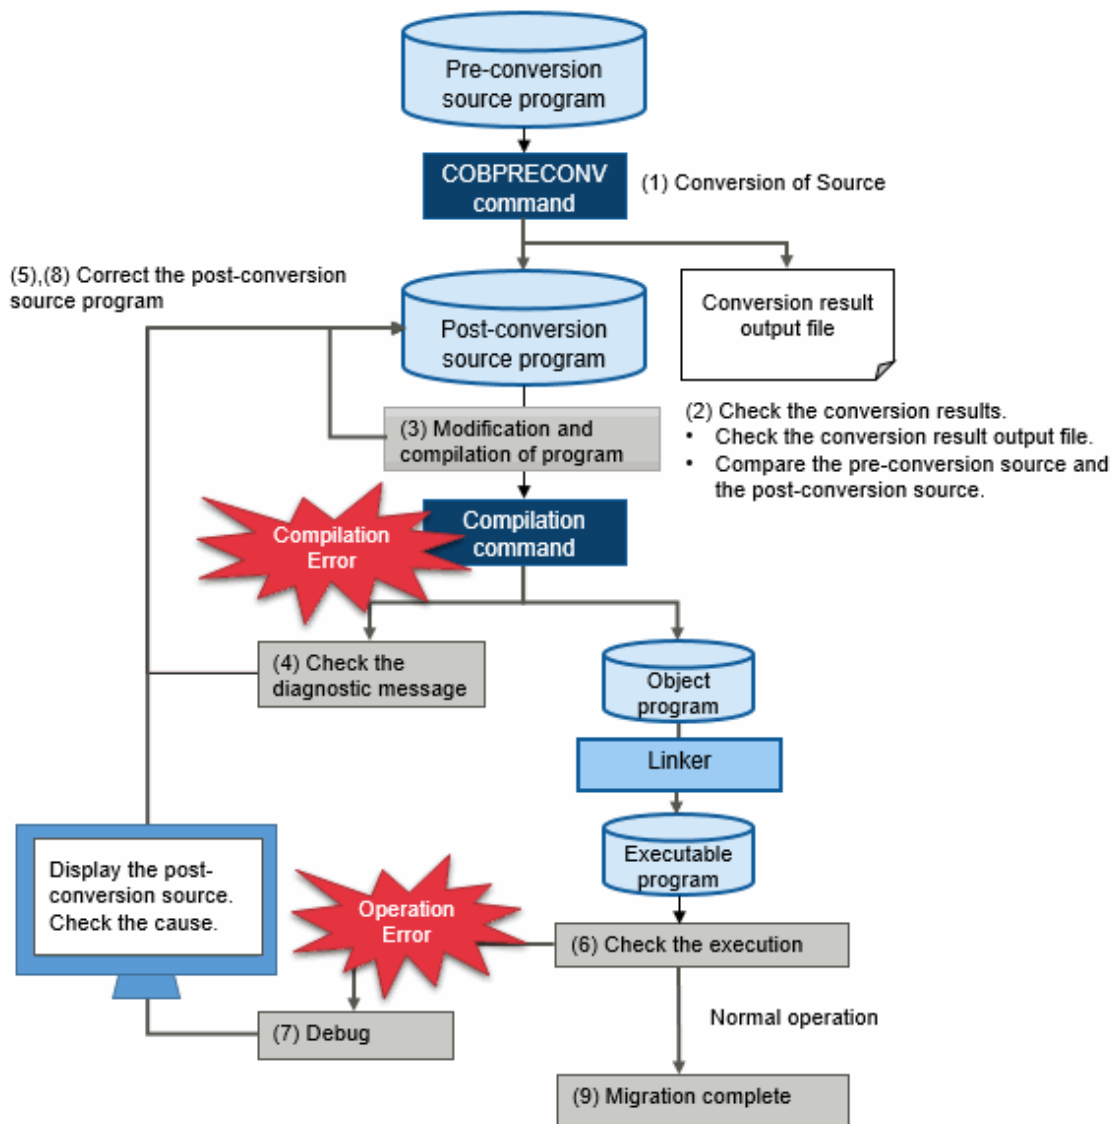 Pre-conversion
source program
COBPRECONV
command
(1) Conversion of Source
(5),(8) Correct the post-conversion
source program
Post-conversion
source program
Conversion result
output file
(2) Check the conversion results.
• Check the conversion result output file.
• Compare the pre-conversion source and
the post-conversion source.
(3) Modification and
compilation of program
Compilation
Error
Compilation
command
(4) Check the
diagnostic message
Object
program
Linker
Executable
program
Display the post-
conversion source.
Check the cause.
Operation
Error
(6) Check the execution
(7) Debug
Normal operation
(9) Migration complete